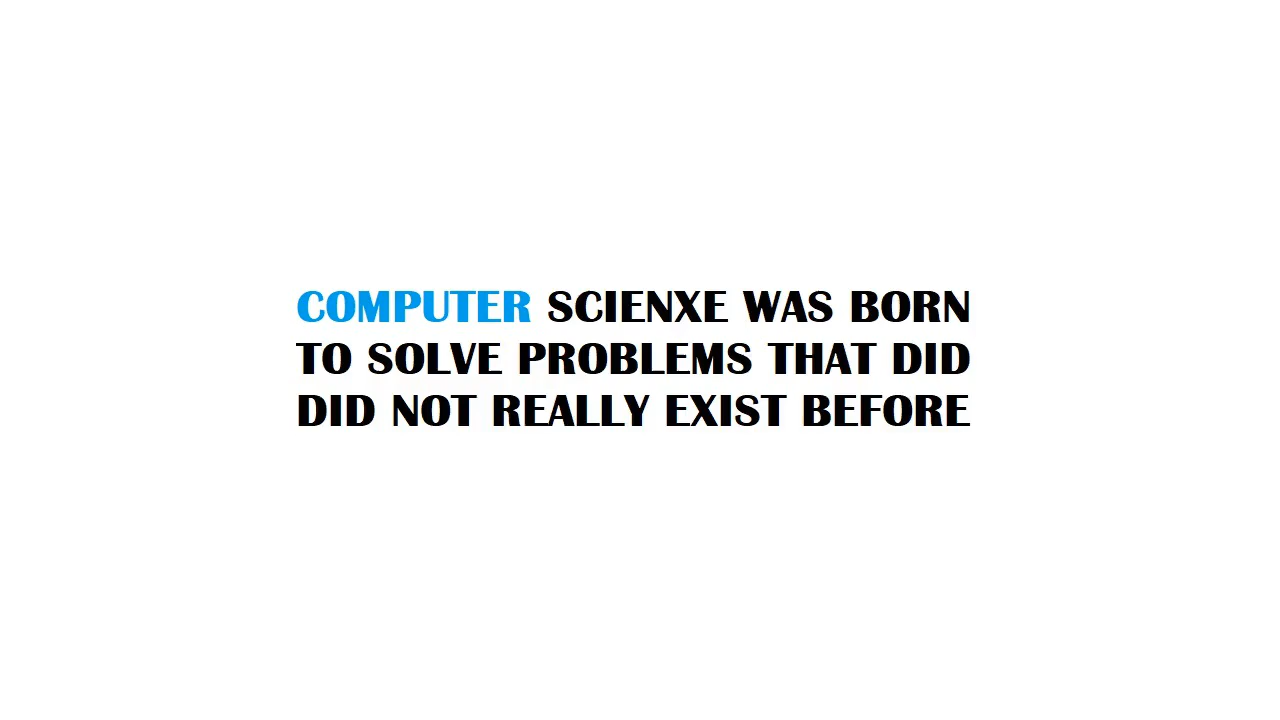 COMPUTER SCIENXE WAS BORN
TO SOLVE PROBLEMS THAT DID
DID NOT REALLY EXIST BEFORE